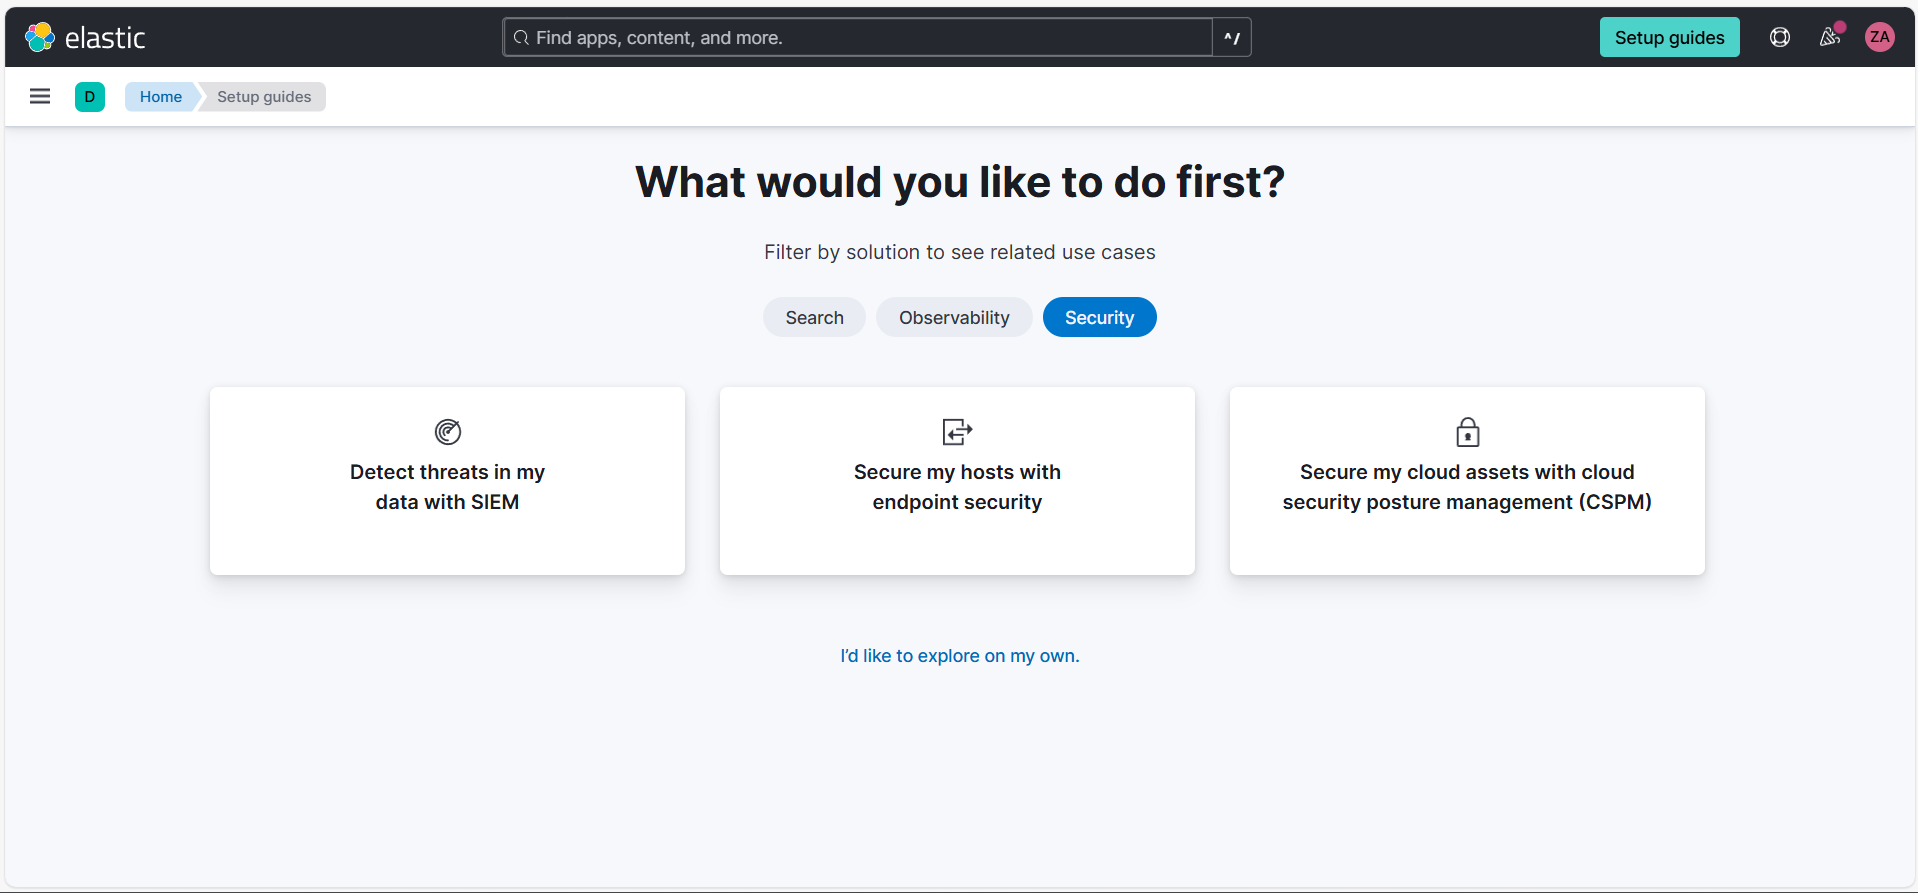 elastic
Find apps, content, and more.
^/
Setup guides
ZA
D
Home
Setup guides
What would you like to do first?
Filter by solution to see related use cases
Search
Observability
Security
Detect threats in my
data with SIEM
Secure my hosts with
endpoint security
Secure my cloud assets with cloud
security posture management (CSPM)
I’d like to explore on my own.